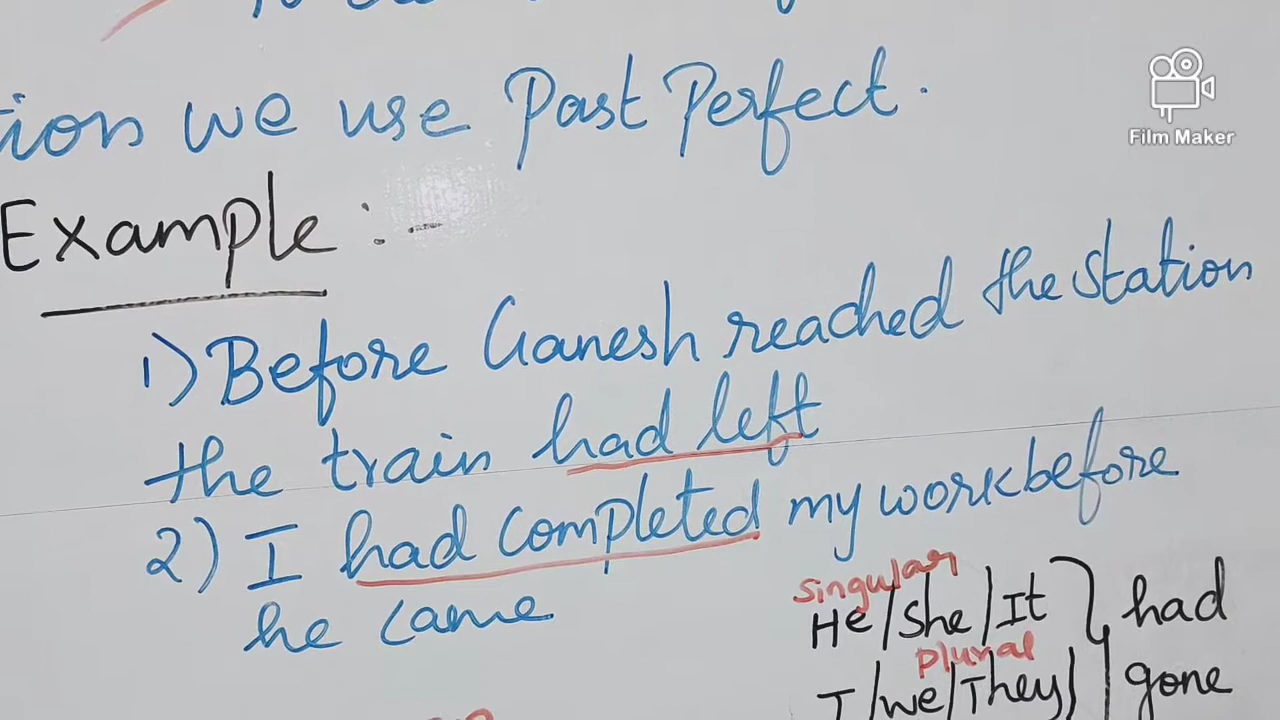 tion we use Past Perfect.
Film Maker
Example :-
1) Before Ganesh reached the station
the train had left
2) I had completed my work before
he came
Singular
He/She/It } had
Plural
I/we/They/ gone